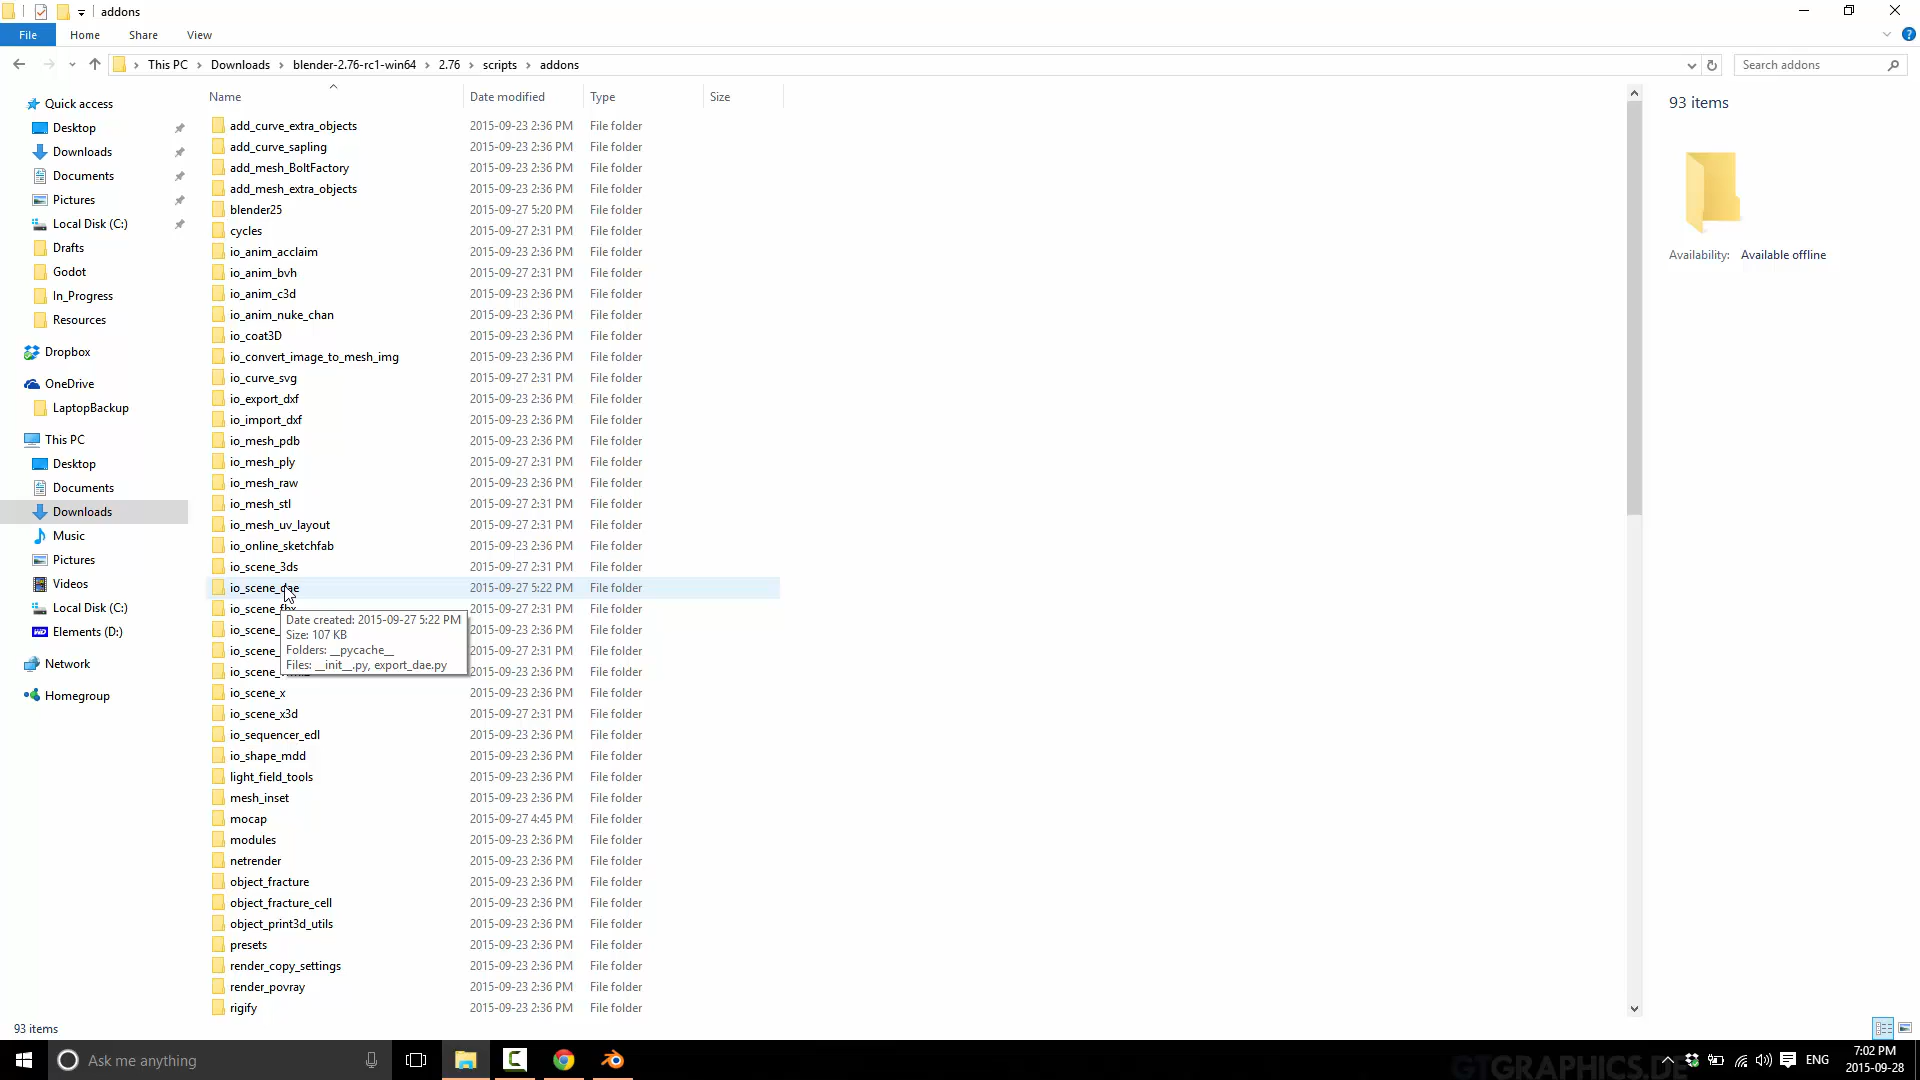 addons
File Home Share View
This PC Downloads blender-2.76-rc1-win64 2.76 scripts addons
Search addons
Quick access
Desktop
Downloads
Documents
Pictures
Local Disk (C:)
Drafts
Godot
In_Progress
Resources
Dropbox
OneDrive
LaptopBackup
This PC
Desktop
Documents
Downloads
Music
Pictures
Videos
Local Disk (C:)
Elements (D:)
Network
Homegroup
Name Date modified Type Size
add_curve_extra_objects 2015-09-23 2:36 PM File folder
add_curve_sapling 2015-09-23 2:36 PM File folder
add_mesh_BoltFactory 2015-09-23 2:36 PM File folder
add_mesh_extra_objects 2015-09-23 2:36 PM File folder
blender25 2015-09-27 5:20 PM File folder
cycles 2015-09-27 2:31 PM File folder
io_anim_acclaim 2015-09-23 2:36 PM File folder
io_anim_bvh 2015-09-27 2:31 PM File folder
io_anim_c3d 2015-09-23 2:36 PM File folder
io_anim_nuke_chan 2015-09-23 2:36 PM File folder
io_coat3D 2015-09-23 2:36 PM File folder
io_convert_image_to_mesh_img 2015-09-23 2:36 PM File folder
io_curve_svg 2015-09-27 2:31 PM File folder
io_export_dxf 2015-09-23 2:36 PM File folder
io_import_dxf 2015-09-23 2:36 PM File folder
io_mesh_pdb 2015-09-23 2:36 PM File folder
io_mesh_ply 2015-09-27 2:31 PM File folder
io_mesh_raw 2015-09-23 2:36 PM File folder
io_mesh_stl 2015-09-27 2:31 PM File folder
io_mesh_uv_layout 2015-09-27 2:31 PM File folder
io_online_sketchfab 2015-09-23 2:36 PM File folder
io_scene_3ds 2015-09-27 2:31 PM File folder
io_scene_dae 2015-09-27 5:22 PM File folder
io_scene_fbx 2015-09-27 2:31 PM File folder
io_scene_ 2015-09-23 2:36 PM File folder
io_scene_ 2015-09-27 2:31 PM File folder
io_scene_ 2015-09-23 2:36 PM File folder
Date created: 2015-09-27 5:22 PM
Size: 107 KB
Folders: __pycache__
Files: __init__.py, export_dae.py
io_scene_x 2015-09-23 2:36 PM File folder
io_scene_x3d 2015-09-27 2:31 PM File folder
io_sequencer_edl 2015-09-23 2:36 PM File folder
io_shape_mdd 2015-09-23 2:36 PM File folder
light_field_tools 2015-09-23 2:36 PM File folder
mesh_inset 2015-09-23 2:36 PM File folder
mocap 2015-09-27 4:45 PM File folder
modules 2015-09-23 2:36 PM File folder
netrender 2015-09-23 2:36 PM File folder
object_fracture 2015-09-23 2:36 PM File folder
object_fracture_cell 2015-09-23 2:36 PM File folder
object_print3d_utils 2015-09-23 2:36 PM File folder
presets 2015-09-23 2:36 PM File folder
render_copy_settings 2015-09-23 2:36 PM File folder
render_povray 2015-09-23 2:36 PM File folder
rigify 2015-09-23 2:36 PM File folder
93 items
Availability: Available offline
93 items
Ask me anything
GTGRAPHICS.DE
ENG
7:02 PM
2015-09-28